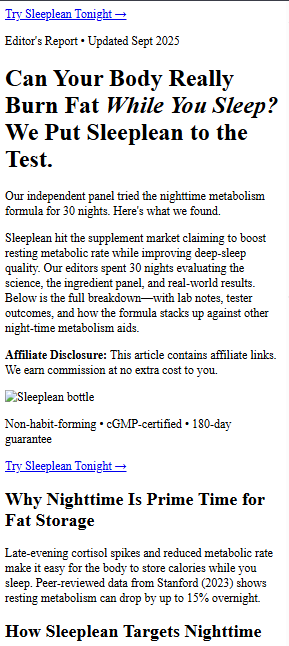 Try Sleeplean Tonight →
Editor's Report • Updated Sept 2025
Can Your Body Really
Burn Fat While You Sleep?
We Put Sleeplean to the
Test.
Our independent panel tried the nighttime metabolism
formula for 30 nights. Here's what we found.
Sleeplean hit the supplement market claiming to boost
resting metabolic rate while improving deep-sleep
quality. Our editors spent 30 nights evaluating the
science, the ingredient panel, and real-world results.
Below is the full breakdown—with lab notes, tester
outcomes, and how the formula stacks up against other
night-time metabolism aids.
Affiliate Disclosure: This article contains affiliate links.
We earn commission at no extra cost to you.
Sleeplean bottle
Non-habit-forming • cGMP-certified • 180-day
guarantee
Try Sleeplean Tonight →
Why Nighttime Is Prime Time for
Fat Storage
Late-evening cortisol spikes and reduced metabolic rate
make it easy for the body to store calories while you
sleep. Peer-reviewed data from Stanford (2023) shows
resting metabolism can drop by up to 15% overnight.
How Sleeplean Targets Nighttime